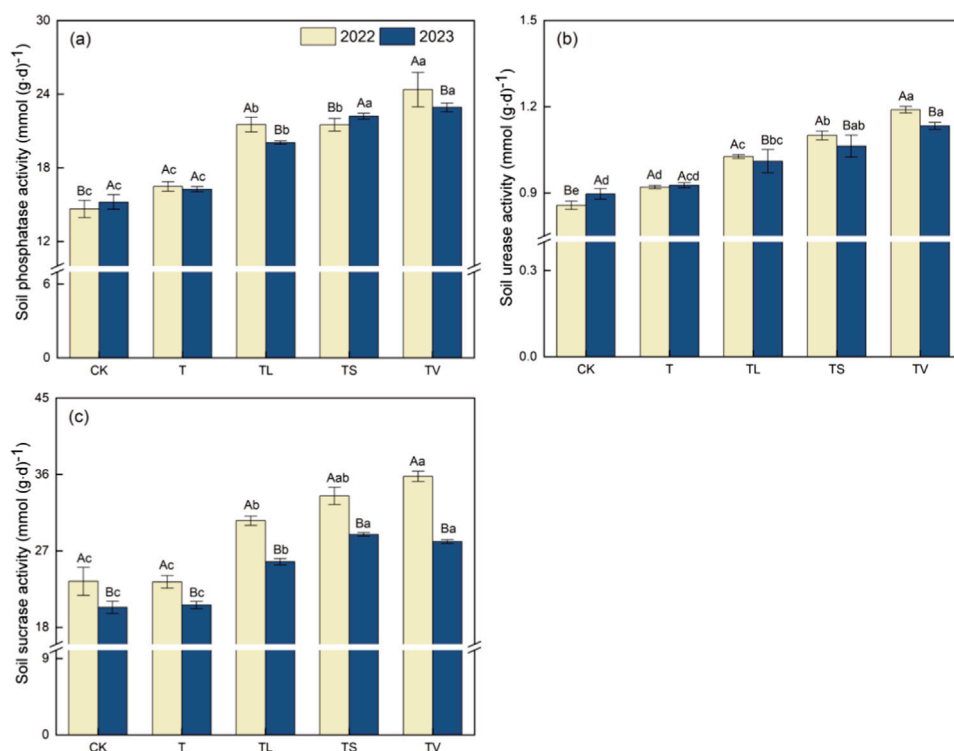 (a)
2022 2023
Soil phosphatase activity (mmol (g·d)⁻¹)
30
24
18
12
6
0
Bc Ac Ac Ac Ab Bb Bb Aa Aa Ba
CK T TL TS TV
(b)
Soil urease activity (mmol (g·d)⁻¹)
1.5
1.2
0.9
0.3
0.0
Be Ad Ad Acd Ac Bbc Ab Bab Aa Ba
CK T TL TS TV
(c)
Soil sucrase activity (mmol (g·d)⁻¹)
45
36
27
18
9
0
Ac Bc Ac Bc Ab Bb Aab Ba Aa Ba
CK T TL TS TV